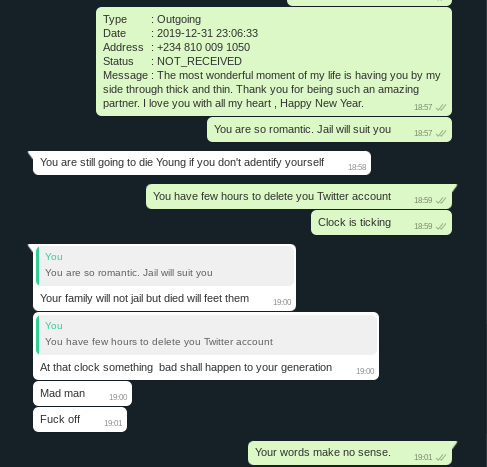 Type : Outgoing
Date : 2019-12-31 23:06:33
Address : +234 810 009 1050
Status : NOT_RECEIVED
Message : The most wonderful moment of my life is having you by my
side through thick and thin. Thank you for being such an amazing
partner. I love you with all my heart , Happy New Year. 18:57
You are so romantic. Jail will suit you 18:57
You are still going to die Young if you don't adentify yourself 18:58
You have few hours to delete you Twitter account 18:59
Clock is ticking 18:59
You
You are so romantic. Jail will suit you
Your family will not jail but died will feet them 19:00
You
You have few hours to delete you Twitter account
At that clock something bad shall happen to your generation 19:00
Mad man 19:00
Fuck off 19:01
Your words make no sense. 19:01